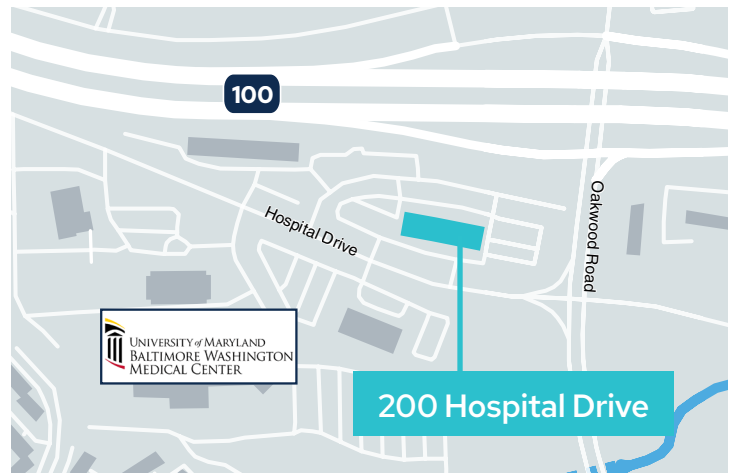 100
Hospital Drive
Oakwood Road
UNIVERSITY of MARYLAND
BALTIMORE WASHINGTON
MEDICAL CENTER
200 Hospital Drive